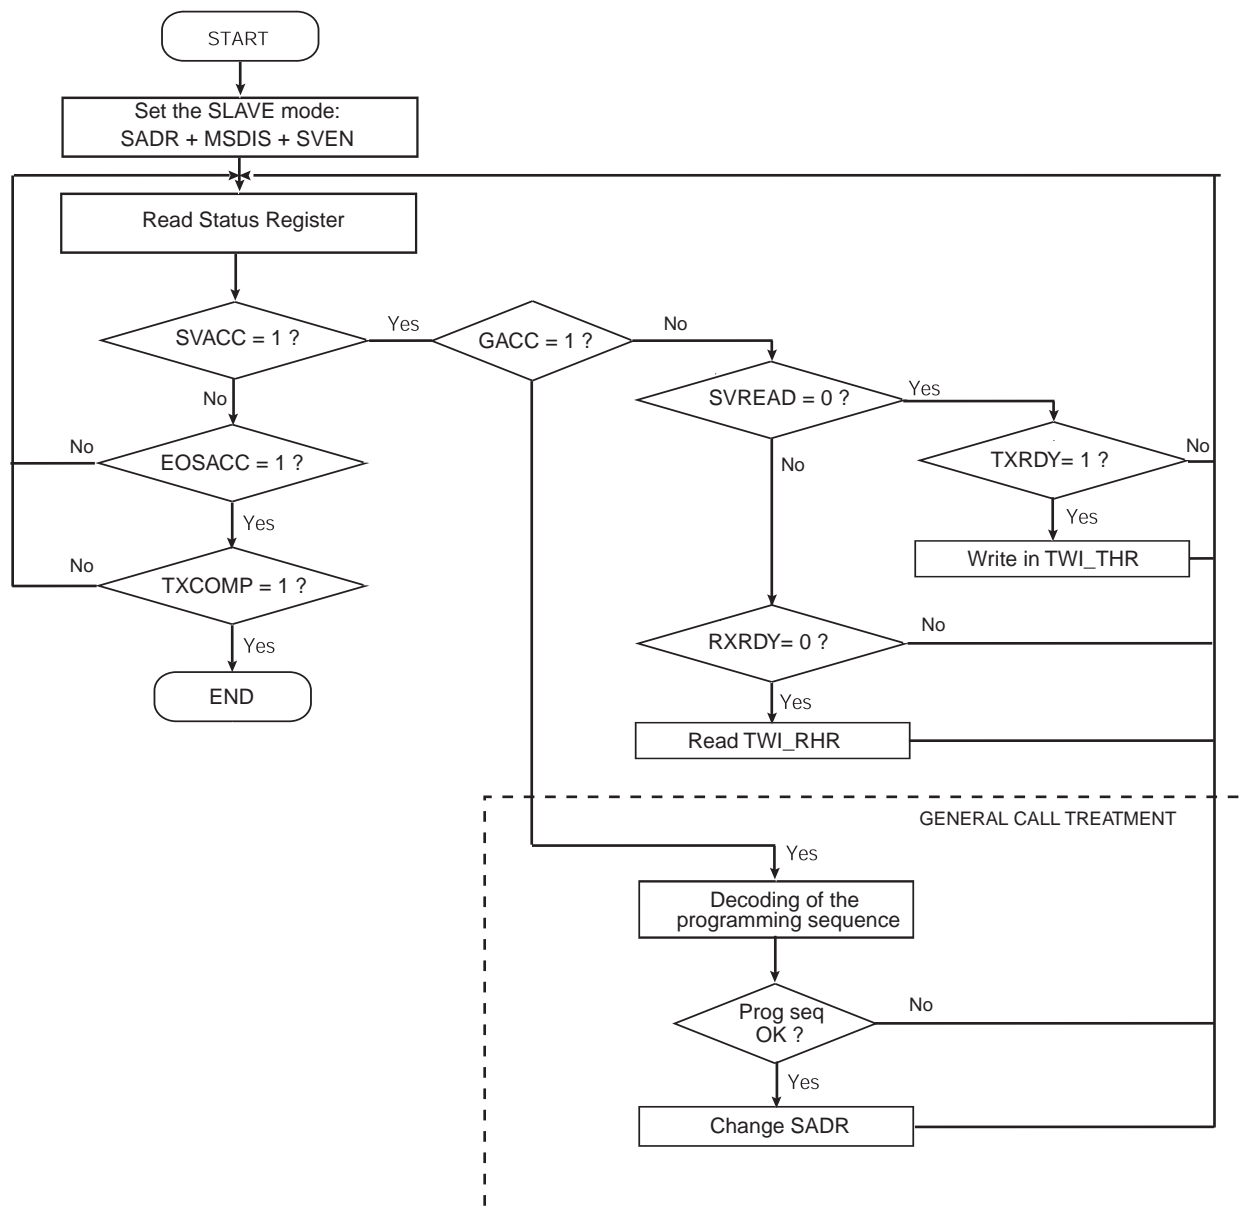 START
Set the SLAVE mode:
SADR + MSDIS + SVEN
Read Status Register
SVACC = 1 ?
Yes
GACC = 1 ?
No
SVREAD = 0 ?
Yes
No
EOSACC = 1 ?
No
No
TXRDY= 1 ?
No
Yes
Yes
Write in TWI_THR
No
TXCOMP = 1 ?
RXRDY= 0 ?
No
Yes
END
Yes
Read TWI_RHR
GENERAL CALL TREATMENT
Yes
Decoding of the
programming sequence
Prog seq
OK ?
No
Yes
Change SADR